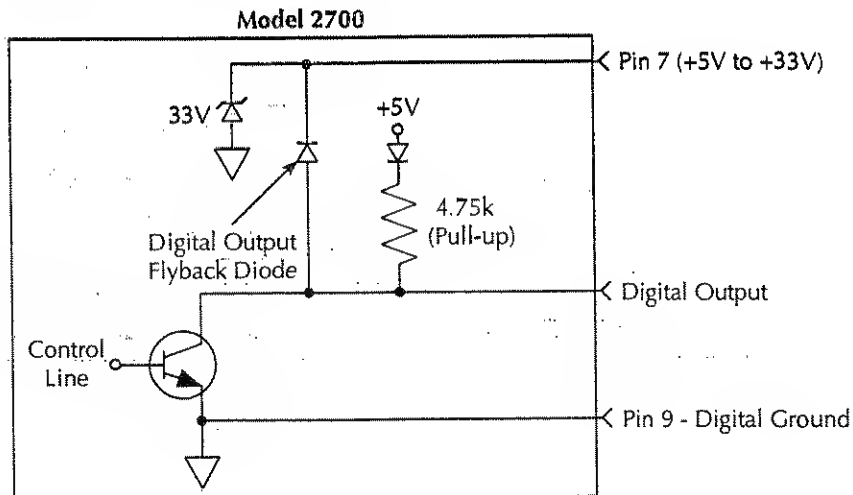 Model 2700
Pin 7 (+5V to +33V)
33V
+5V
4.75k
(Pull-up)
Digital Output
Flyback Diode
Digital Output
Control
Line
Pin 9 - Digital Ground